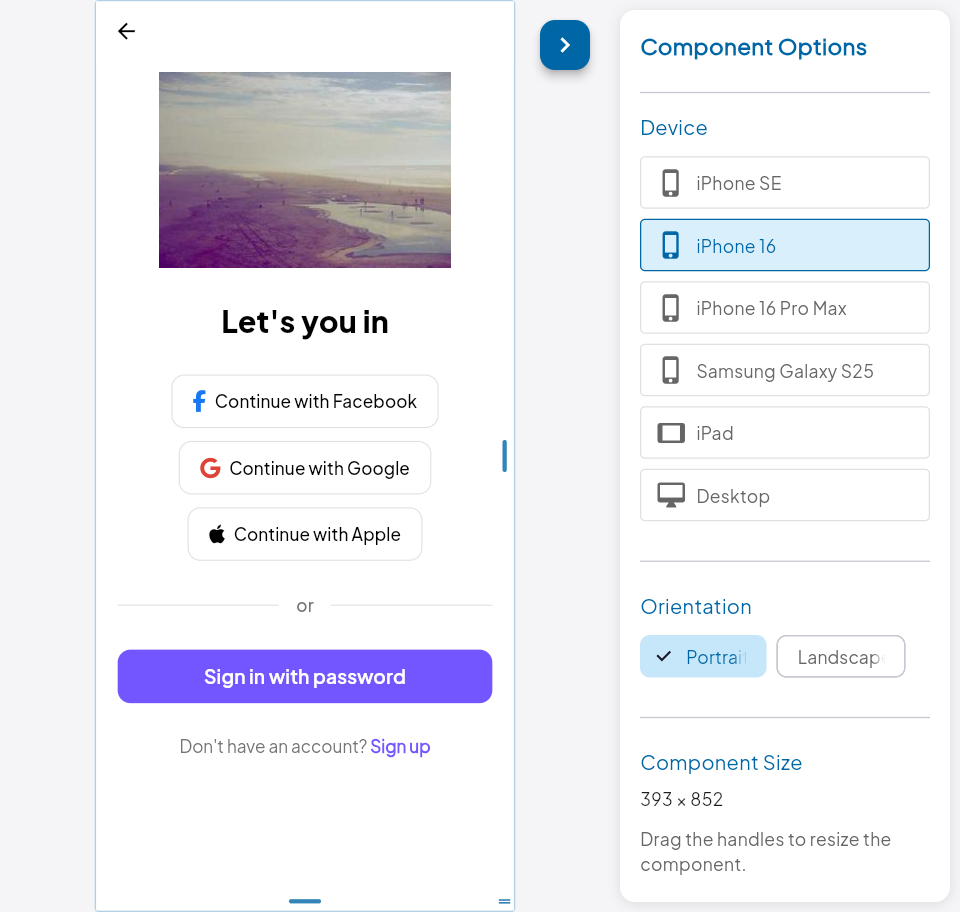 Let's you in
Continue with Facebook
Continue with Google
Continue with Apple
or
Sign in with password
Don't have an account? Sign up
Component Options
Device
iPhone SE
iPhone 16
iPhone 16 Pro Max
Samsung Galaxy S25
iPad
Desktop
Orientation
Portrait
Landscap
Component Size
393 × 852
Drag the handles to resize the
component.